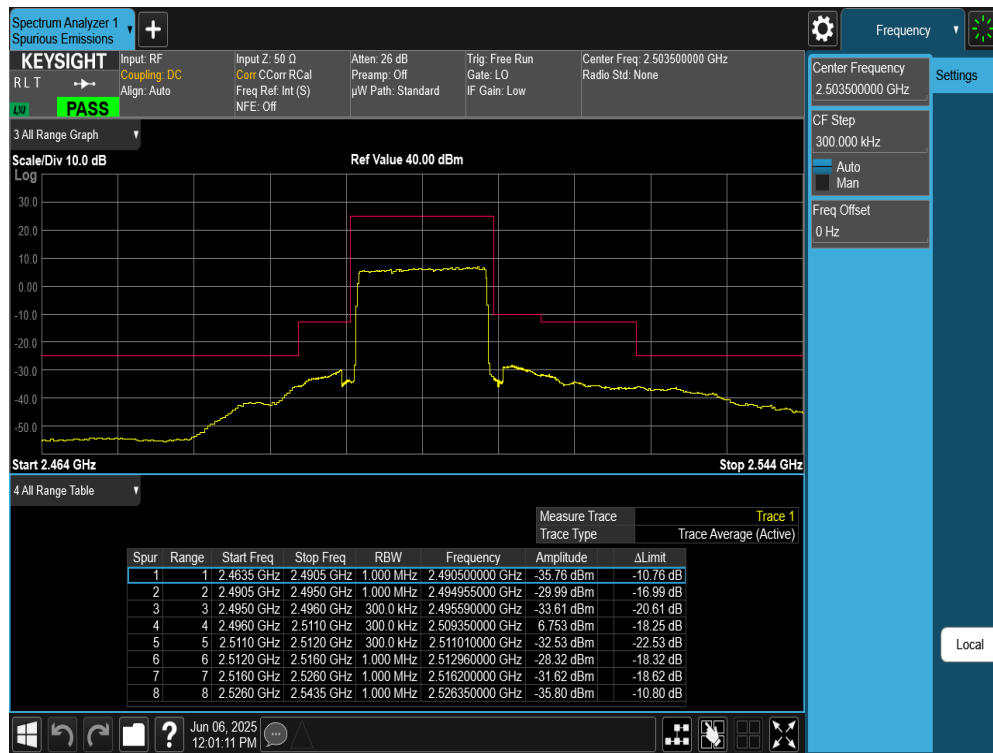 Spectrum Analyzer 1
Spurious Emissions
Frequency
KEYSIGHT
R L T
LXI
PASS
Input: RF
Coupling: DC
Align: Auto
Input Z: 50 Ω
Corr CCorr RCal
Freq Ref: Int (S)
NFE: Off
Atten: 26 dB
Preamp: Off
µW Path: Standard
Trig: Free Run
Gate: LO
IF Gain: Low
Center Freq: 2.503500000 GHz
Radio Std: None
Center Frequency
2.503500000 GHz
Settings
CF Step
300.000 kHz
Auto
Man
Freq Offset
0 Hz
Local
3 All Range Graph
Scale/Div 10.0 dB
Ref Value 40.00 dBm
Log
30.0
20.0
10.0
0.00
-10.0
-20.0
-30.0
-40.0
-50.0
Start 2.464 GHz
Stop 2.544 GHz
4 All Range Table
Measure Trace Trace 1
Trace Type Trace Average (Active)
Spur Range Start Freq Stop Freq RBW Frequency Amplitude ΔLimit
1 1 2.4635 GHz 2.4905 GHz 1.000 MHz 2.490500000 GHz -35.76 dBm -10.76 dB
2 2 2.4905 GHz 2.4950 GHz 1.000 MHz 2.494955000 GHz -29.99 dBm -16.99 dB
3 3 2.4950 GHz 2.4960 GHz 300.0 kHz 2.495590000 GHz -33.61 dBm -20.61 dB
4 4 2.4960 GHz 2.5110 GHz 300.0 kHz 2.509350000 GHz 6.753 dBm -18.25 dB
5 5 2.5110 GHz 2.5120 GHz 300.0 kHz 2.511010000 GHz -32.53 dBm -22.53 dB
6 6 2.5120 GHz 2.5160 GHz 1.000 MHz 2.512960000 GHz -28.32 dBm -18.32 dB
7 7 2.5160 GHz 2.5260 GHz 1.000 MHz 2.516200000 GHz -31.62 dBm -18.62 dB
8 8 2.5260 GHz 2.5435 GHz 1.000 MHz 2.526350000 GHz -35.80 dBm -10.80 dB
?
Jun 06, 2025
12:01:11 PM